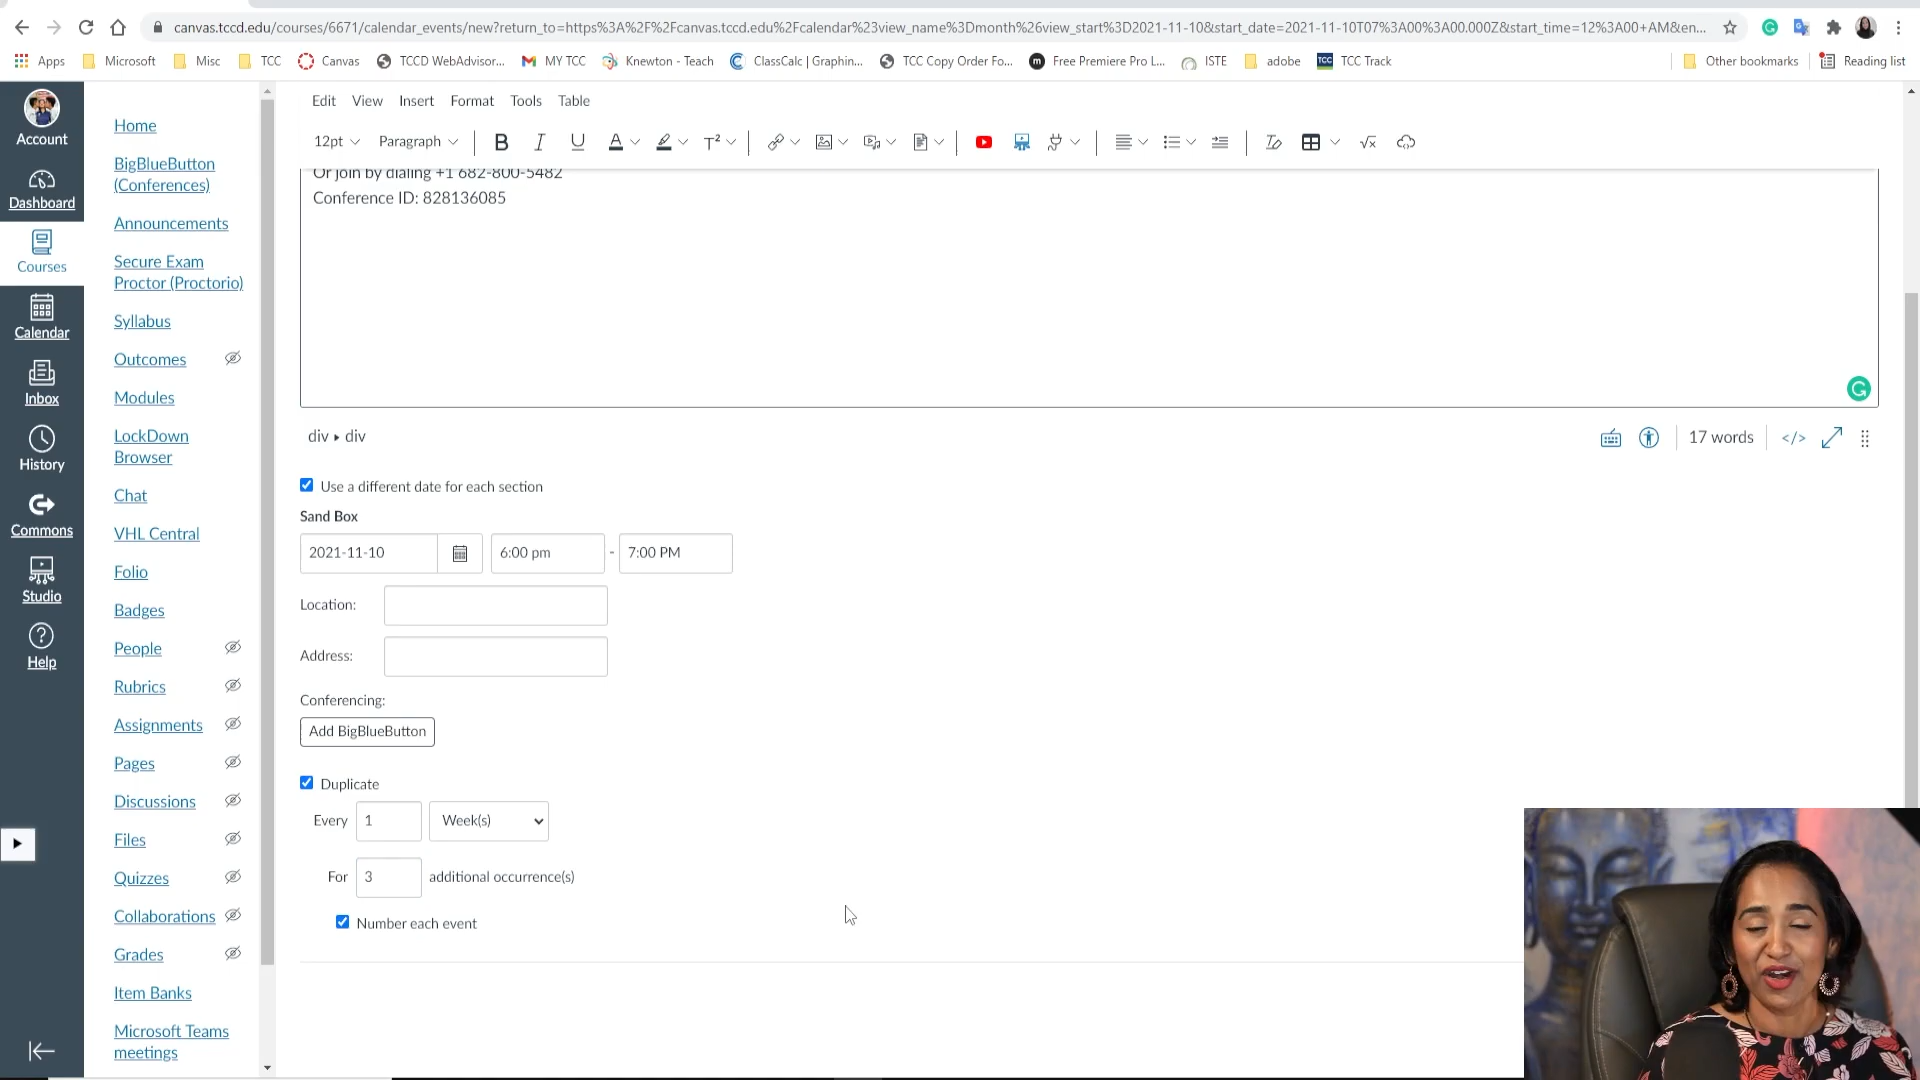 canvas.tccd.edu/courses/6671/calendar_events/new?return_to=https%3A%2F%2Fcanvas.tccd.edu%2Fcalendar%23view_name%3Dmonth%26view_start%3D2021-11-10&start_date=2021-11-10T07%3A00%3A00.000Z&start_time=12%3A00+AM&en...
Apps Microsoft Misc TCC Canvas TCCD WebAdvisor... MY TCC Knewton - Teach ClassCalc | Graphin... TCC Copy Order Fo... Free Premiere Pro L... ISTE adobe TCC Track Other bookmarks Reading list
Account
Dashboard
Courses
Calendar
Inbox
History
Commons
Studio
Help
Home
BigBlueButton
(Conferences)
Announcements
Secure Exam
Proctor (Proctorio)
Syllabus
Outcomes
Modules
LockDown
Browser
Chat
VHL Central
Folio
Badges
People
Rubrics
Assignments
Pages
Discussions
Files
Quizzes
Collaborations
Grades
Item Banks
Microsoft Teams
meetings
Edit View Insert Format Tools Table
12pt Paragraph B I U A T²
Or join by dialing +1 682-800-5482
Conference ID: 828136085
div ▸ div
17 words </>
Use a different date for each section
Sand Box
2021-11-10 6:00 pm - 7:00 PM
Location:
Address:
Conferencing:
Add BigBlueButton
Duplicate
Every 1 Week(s)
For 3 additional occurrence(s)
Number each event